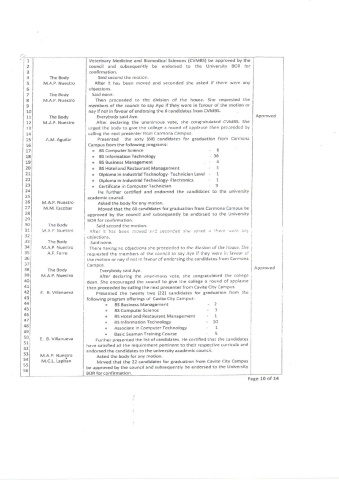 1 Veterinary Medicine and Biomedical Sciences (CVMBS) be approved by the
2 council and subsequently be endorsed to the University BOR for
3 confirmation.
4 The Body Said second the motion.
5 M.A.P. Nuestro After it has been moved and seconded she asked if there were any
6 objections.
7 The Body Said none.
8 M.A.P. Nuestro Then proceeded to the division of the house. She requested the
9 members of the council to say Aye if they were in favour of the motion or
10 say if not in favour of endorsing the 8 candidates from CVMBS.
11 The Body Everybody said Aye. Approved
12 M.A.P. Nuestro After declaring the unanimous vote, she congratulated CVMBS. She
13 urged the body to give the college a round of applause then proceeded by
14 calling the next presenter from Carmona Campus.
15 A.M. Aguilar Presented the sixty (60) candidates for graduation from Carmona
16 Campus from the following programs:
17 • BS Computer Science - 8
18 • BS Information Technology - 38
19 • BS Business Management - 4
20 • BS Hotel and Restaurant Management -
21 • Diploma in Industrial Technology- Technician Level - 1
22 • Diploma in Industrial Technology- Electronics - 1
23 • Certificate in Computer Technician
24 He further certified and endorsed the candidates to the university
25 academic council.
26 M.A.P. Nuestro Asked the body for any motion.
27 M.M. Escobar Moved that the 60 candidates for graduation from Carmona Campus be
28 approved by the council and subsequently be endorsed to the University
29 BOR for confirmation.
30 The Body Said second the motion.
31 M.A.P. Nuestro After it has been moved and seconded she asked if there were any
32 objections.
33 The Body Said none.
34 M.A.P. Nuestro There having no objections she proceeded to the division of the house. She
35 A.P. Ferre requested the members of the council to say Aye if they were in favour of
36 the motion or say if not in favour of endorsing the candidates from Carmona
37 Campus.
38 The Body Everybody said Aye. Approved
39 M.A.P. Nuestro After declaring the unanimous vote, she congratulated the college
40 dean. She encouraged the council to give the college a round of applause
41 then proceeded by calling the next presenter from Cavite City Campus.
42 E. B. Villanueva Presented the twenty two (22) candidates for graduation from the
43 following program offerings of Cavite City Campus:
44 • BS Business Management - 2
45 • BS Computer Science - 3
46 • BS Hotel and Restaurant Management - 1
47 • BS Information Technology - 10
48 • Associate in Computer Technology - 1
49 • Basic Seaman Training Course - 5
50 E. B. Villanueva Further presented the list of candidates. He certified that the candidates
51 have satisfied all the requirement pertinent to their respective curricula and
52 endorsed the candidates to the university academic council.
53 M.A.P. Nuestro Asked the body for any motion.
54 M.C.L. Lapitan Moved that the 22 candidates for graduation from Cavite City Campus
55 be approved by the council and subsequently be endorsed to the University
56 BOR for confirmation.
Page 10 of 14